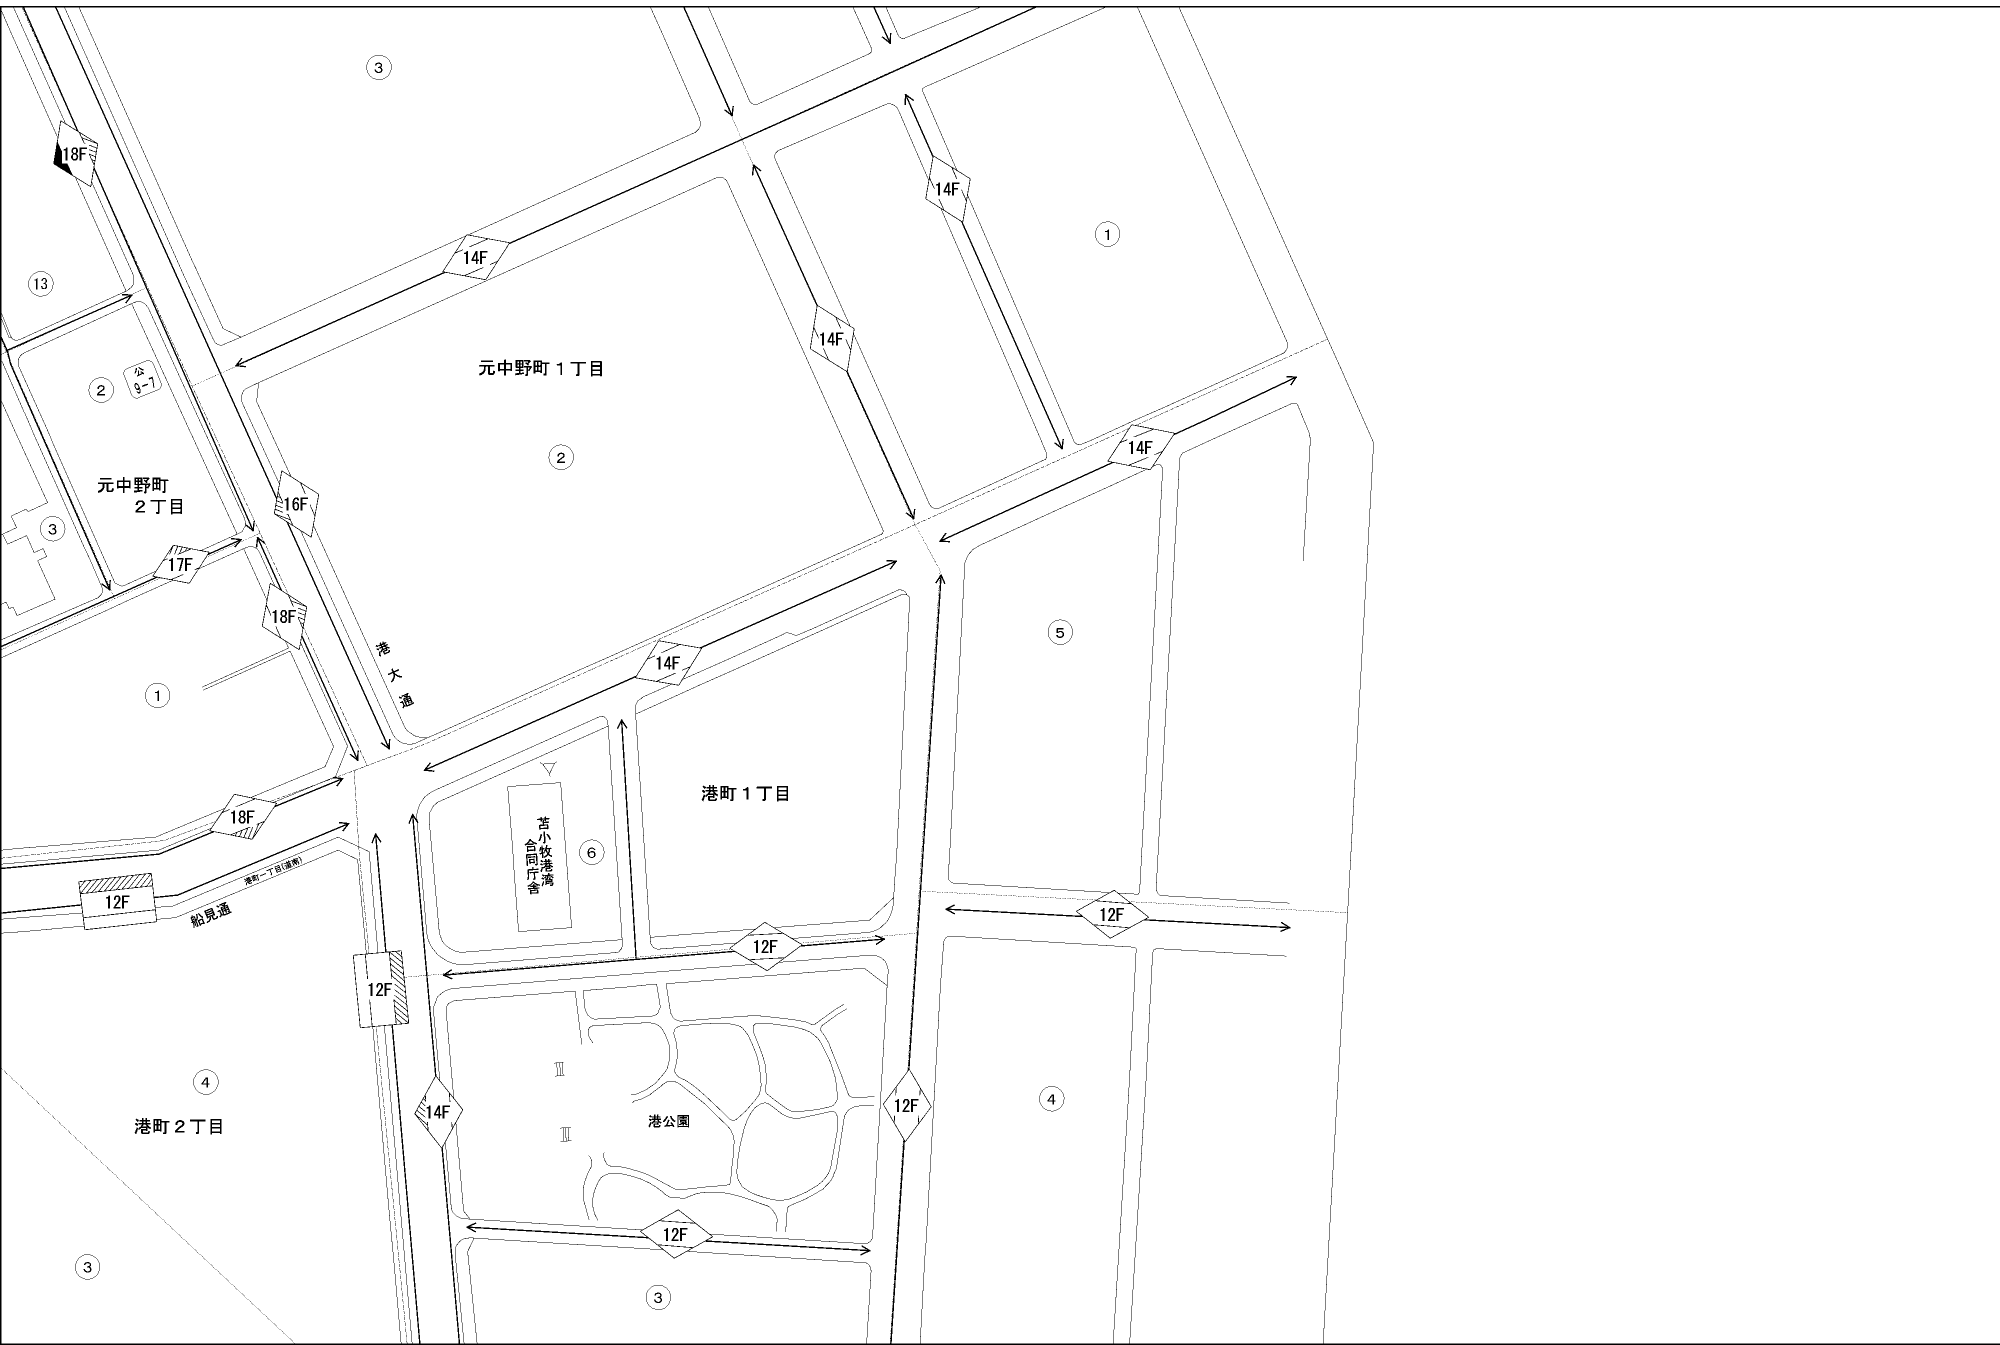 ③
18F
14F
14F
①
14F
⑬
14F
元中野町１丁目
②
公
9-7
②
元中野町
２丁目
③
16F
17F
18F
14F
⑤
港大通
14F
①
港町１丁目
18F
苫小牧港湾
合同庁舎
⑥
港町一丁目(道南)
12F
船見通
12F
12F
12F
④
港町２丁目
14F
港公園
12F
④
12F
③
③